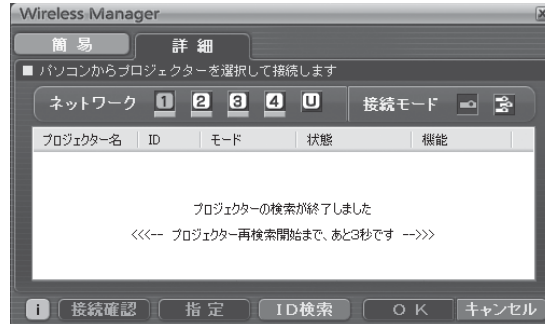 Wireless Manager
簡 易 詳 細
■ パソコンからプロジェクターを選択して接続します
ネットワーク 1 2 3 4 U 接続モード
プロジェクター名 ID モード 状態 機能
プロジェクターの検索が終了しました
<<<-- プロジェクター再検索開始まで、あと3秒です -->>>
i 接続確認 指 定 ID検索 O K キャンセル